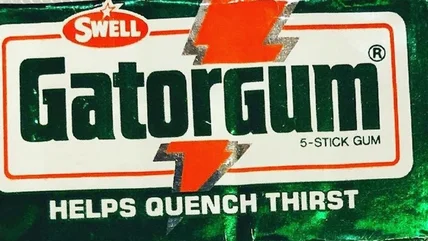 SWELL
GatorGum®
5-STICK GUM
HELPS QUENCH THIRST